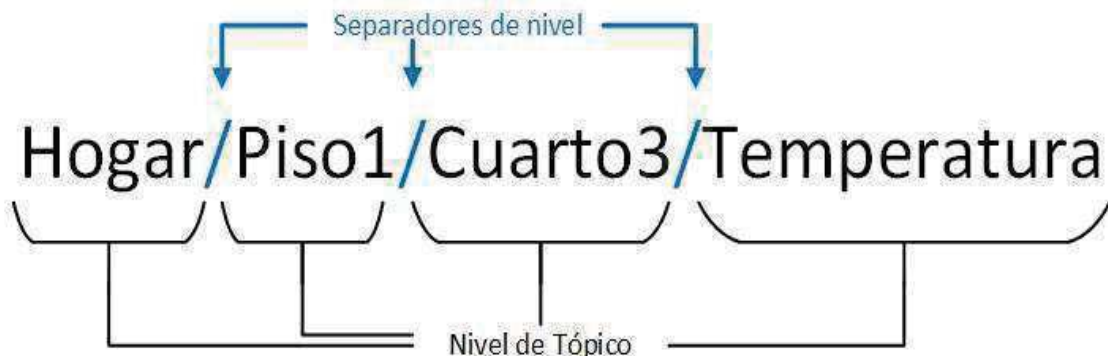 Separadores de nivel
Hogar/Piso1/Cuarto3/Temperatura
Nivel de Tópico